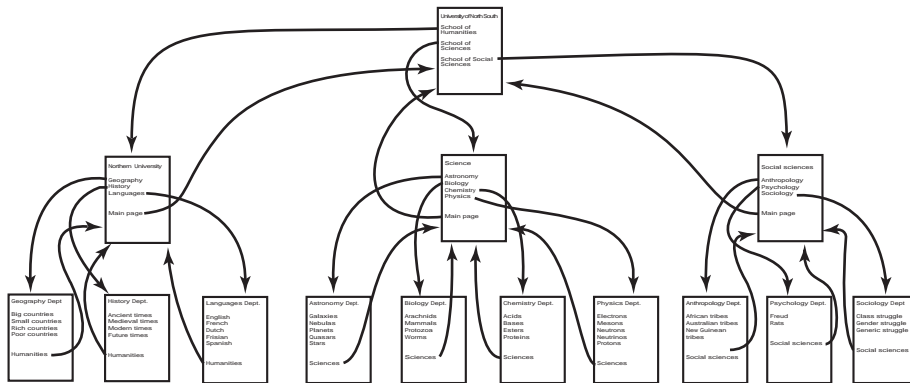 University of North South
School of
Humanities
School of
Sciences
School of Social
Sciences
Northern University
Geography
History
Languages
Main page
Science
Astronomy
Biology
Chemistry
Physics
Main page
Social sciences
Anthropology
Psychology
Sociology
Main page
Geography Dept
Big countries
Small countries
Rich countries
Poor countries
Humanities
History Dept.
Ancient times
Medieval times
Modern times
Future times
Humanities
Languages Dept.
English
French
Dutch
Frisian
Spanish
Humanities
Astronomy Dept.
Galaxies
Nebulas
Planets
Quasars
Stars
Sciences
Biology Dept.
Arachnids
Mammals
Protozos
Worms
Sciences
Chemistry Dept.
Acids
Bases
Esters
Proteins
Sciences
Physics Dept.
Electrons
Mesons
Neutrons
Neutrinos
Protons
Sciences
Anthropology Dept.
African tribes
Australian tribes
New Guinean
tribes
Social sciences
Psychology Dept.
Freud
Rats
Social sciences
Sociology Dept
Class struggle
Gender struggle
Generic struggle
Social sciences